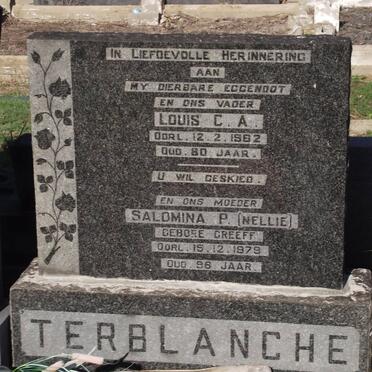 IN LIEFDEVOLLE HERINNERING
AAN
MY DIERBARE EGGENOOT
EN ONS VADER
LOUIS C. A.
OORL. 12. 2. 1962
OUD. 80 JAAR.
U WIL GESKIED.
EN ONS MOEDER
SALOMINA P. (NELLIE)
GEBORE GREEFF
OORL. 15. 12. 1979
OUD. 96 JAAR.
TERBLANCHE